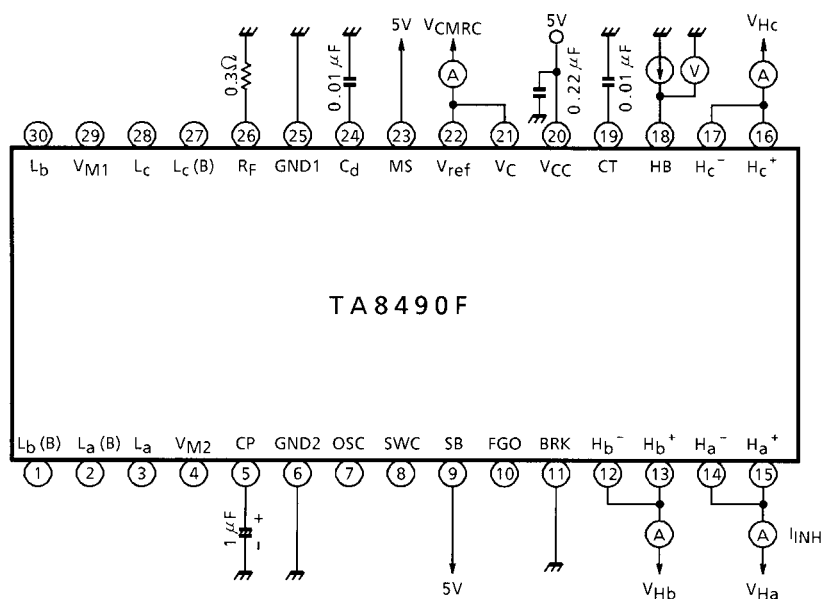 5V
V_CMRC
5V
V_Hc
0.3Ω
0.01 μF
A
0.22 μF
0.01 μF
V
A
30 29 28 27 26 25 24 23 22 21 20 19 18 17 16
L_b V_M1 L_c L_c (B) R_F GND1 C_d MS V_ref V_C V_CC CT HB H_c⁻ H_c⁺
TA8490F
L_b (B) L_a (B) L_a V_M2 CP GND2 OSC SWC SB FGO BRK H_b⁻ H_b⁺ H_a⁻ H_a⁺
1 2 3 4 5 6 7 8 9 10 11 12 13 14 15
1 μF
+
−
A
A
I_INH
5V
V_Hb
V_Ha